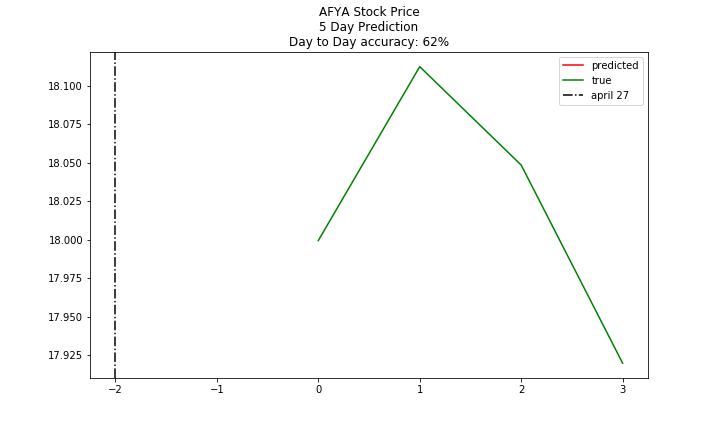 AFYA Stock Price
5 Day Prediction
Day to Day accuracy: 62%
predicted
true
april 27
18.100
18.075
18.050
18.025
18.000
17.975
17.950
17.925
−2
−1
0
1
2
3